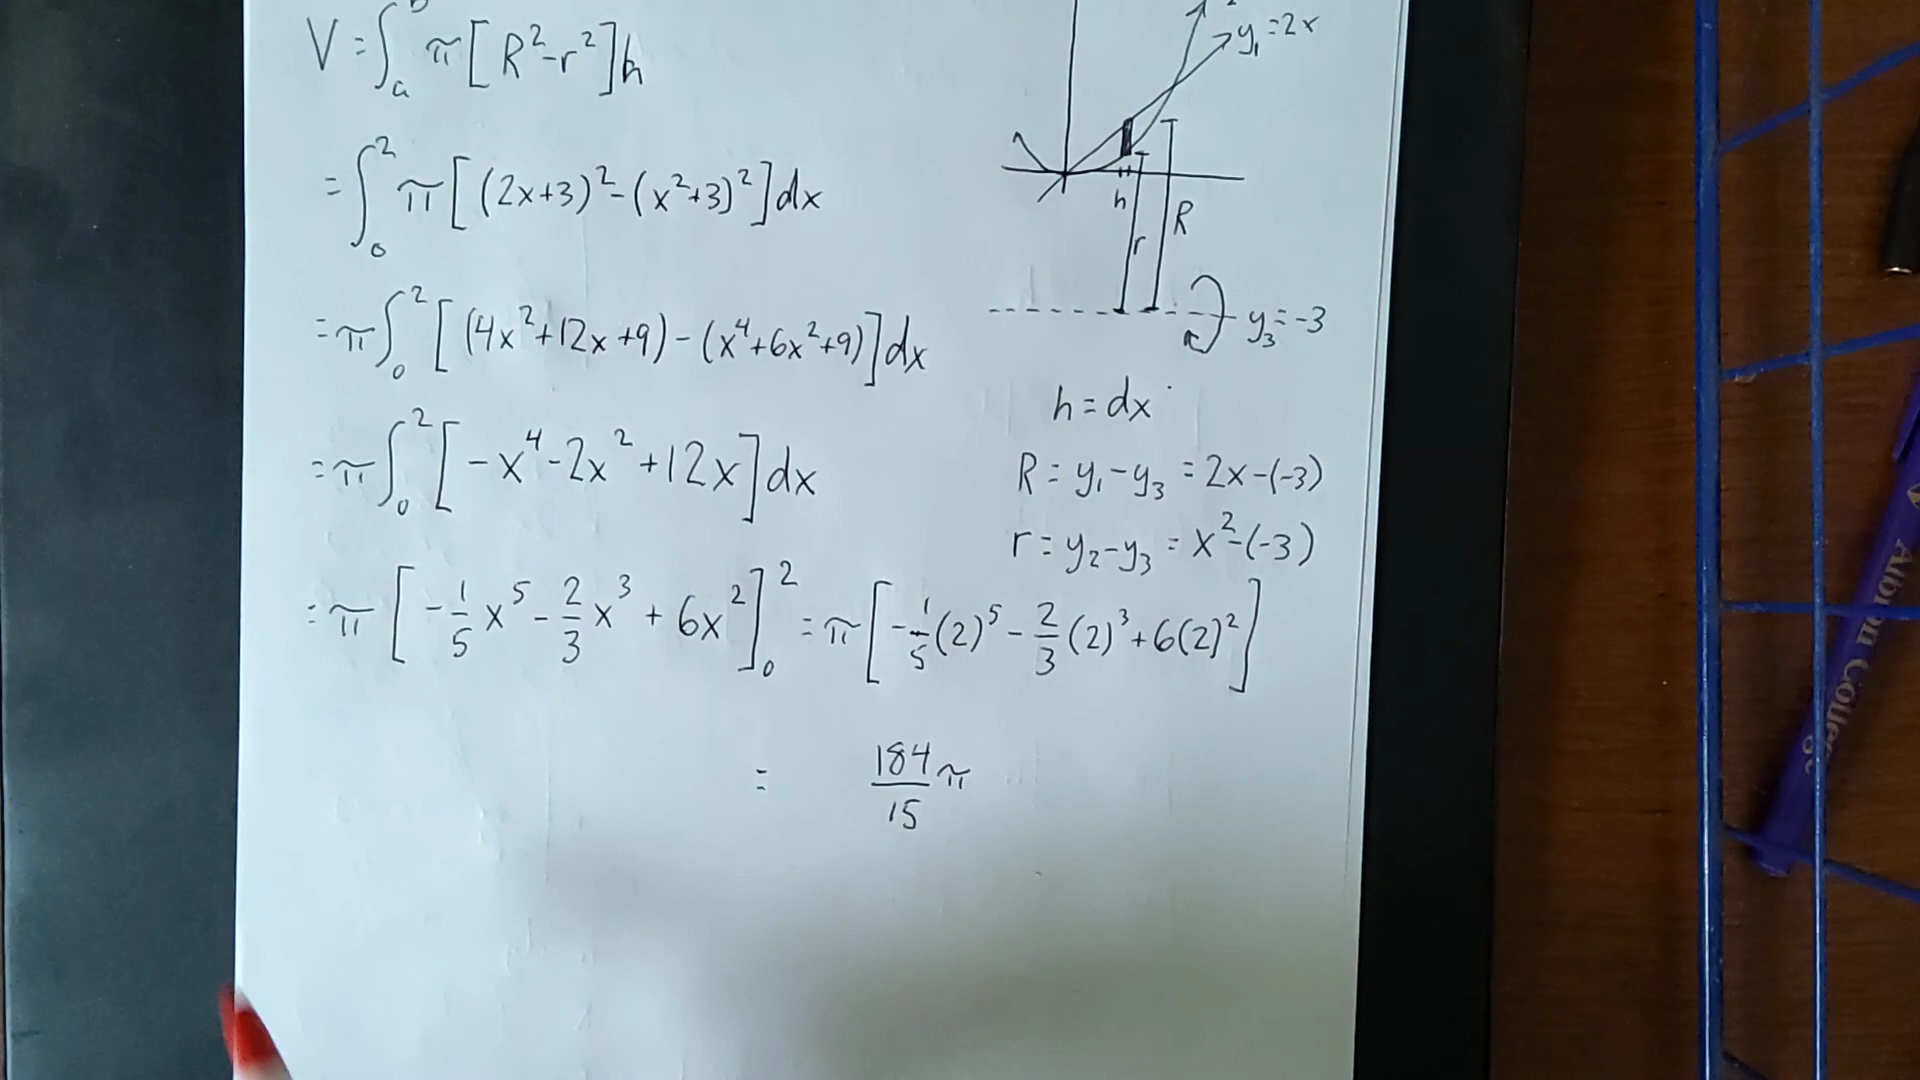 V = ∫_a^b π[R² - r²]h
= ∫_0^2 π[(2x+3)² - (x²+3)²]dx
= π∫_0^2 [(4x²+12x+9) - (x⁴+6x²+9)]dx
= π∫_0^2 [-x⁴ - 2x² + 12x]dx
= π[-1/5 x⁵ - 2/3 x³ + 6x²]_0^2 = π[-1/5(2)⁵ - 2/3(2)³ + 6(2)²]
= 184/15 π
y₁ = 2x
h
r
R
y₃ = -3
h = dx
R = y₁ - y₃ = 2x - (-3)
r = y₂ - y₃ = x² - (-3)